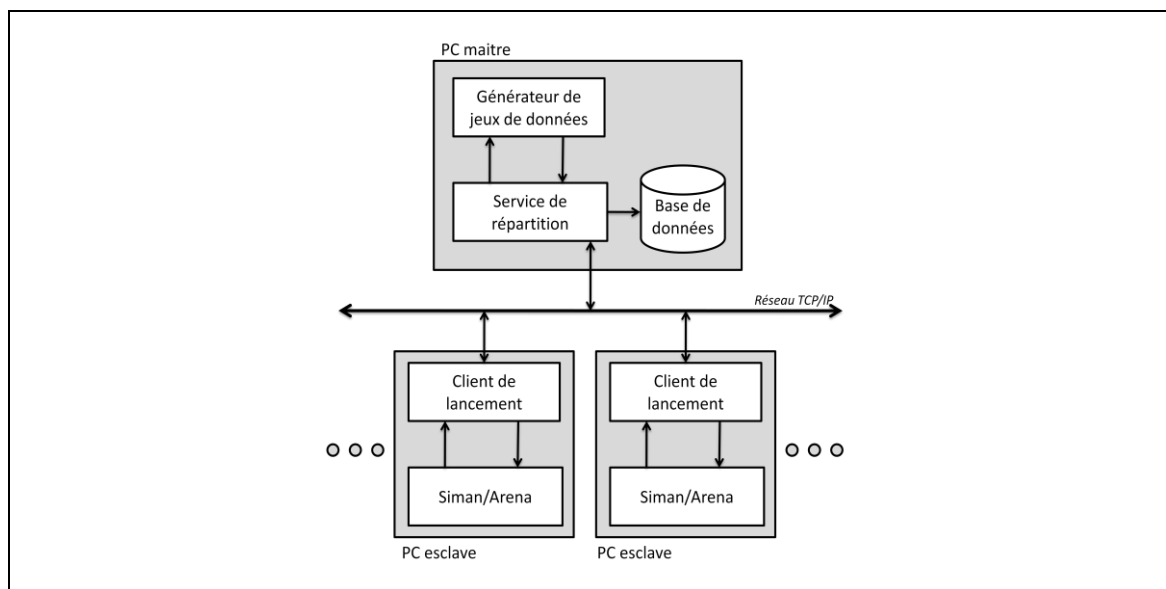 PC maitre
Générateur de
jeux de données
Service de
répartition
Base de
données
Réseau TCP/IP
Client de
lancement
Siman/Arena
PC esclave
Client de
lancement
Siman/Arena
PC esclave